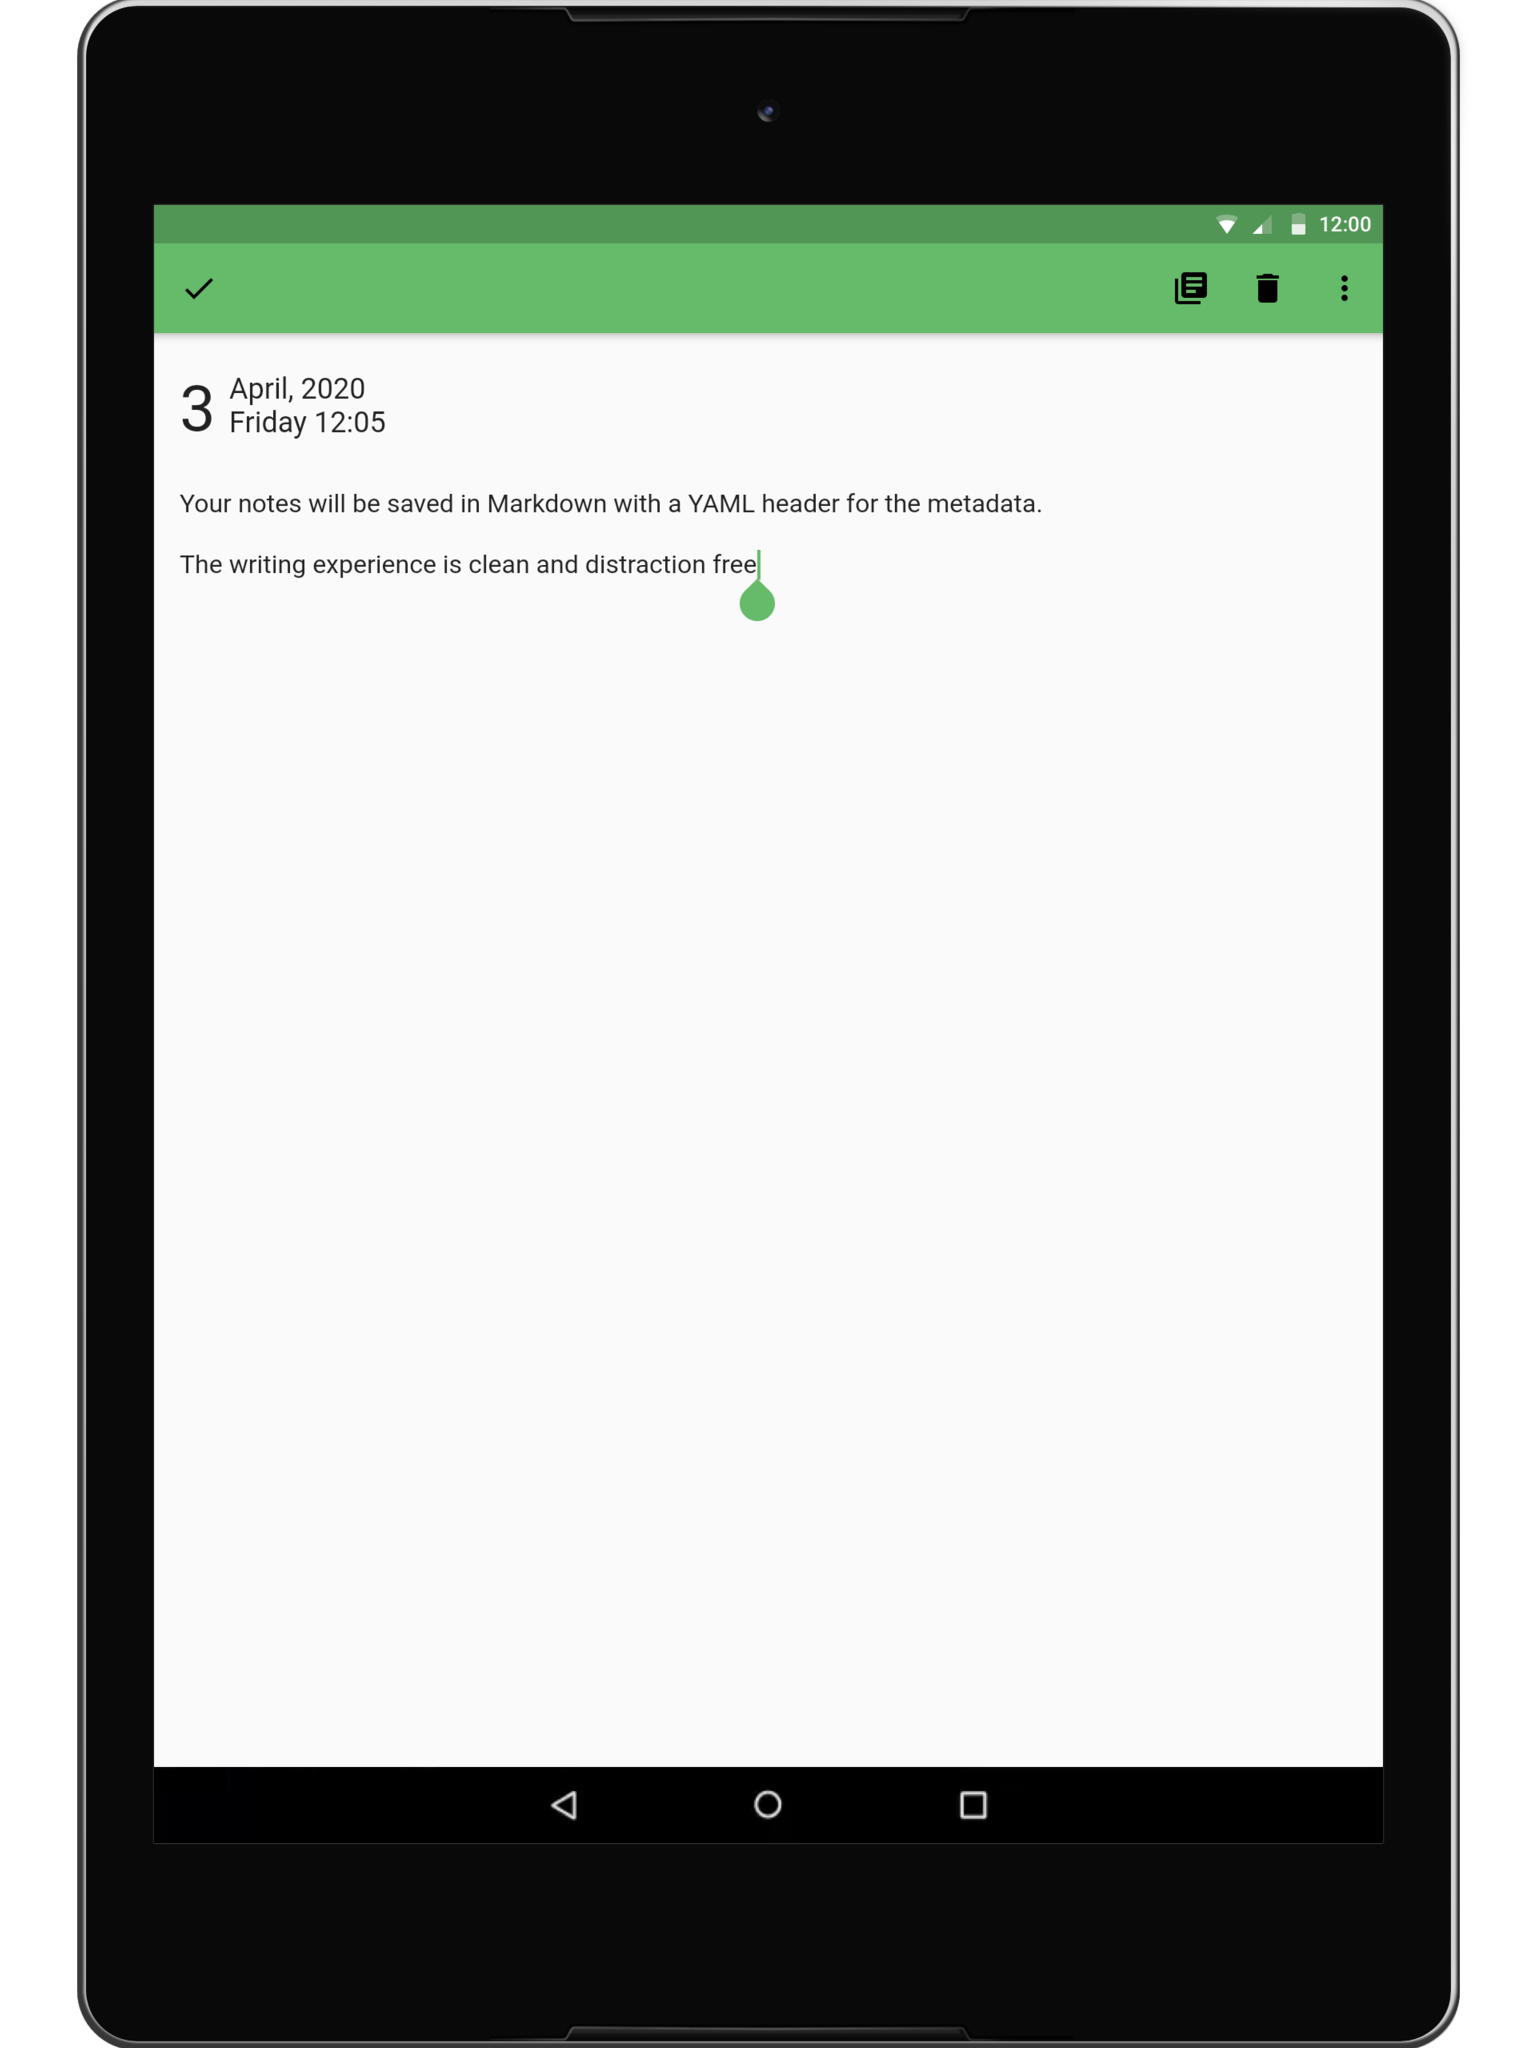 12:00
3
April, 2020
Friday 12:05
Your notes will be saved in Markdown with a YAML header for the metadata.
The writing experience is clean and distraction free